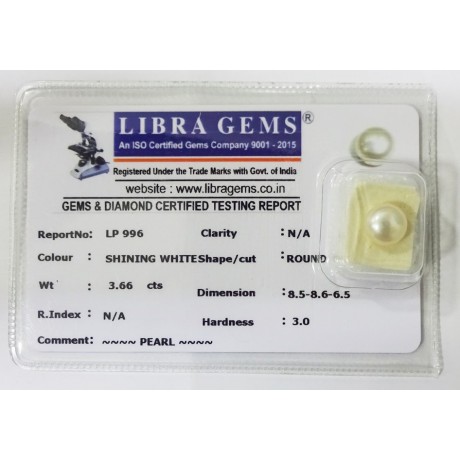 LIBRA GEMS®
An ISO Certified Gems Company 9001 - 2015
Registered Under the Trade Marks with Govt. of India
website : www.libragems.co.in
GEMS & DIAMOND CERTIFIED TESTING REPORT
ReportNo: LP 996 Clarity : N/A
Colour : SHINING WHITE Shape/cut : ROUND
Wt : 3.66 cts Dimension : 8.5-8.6-6.5
R.Index : N/A Hardness : 3.0
Comment: ~~~~ PEARL ~~~~